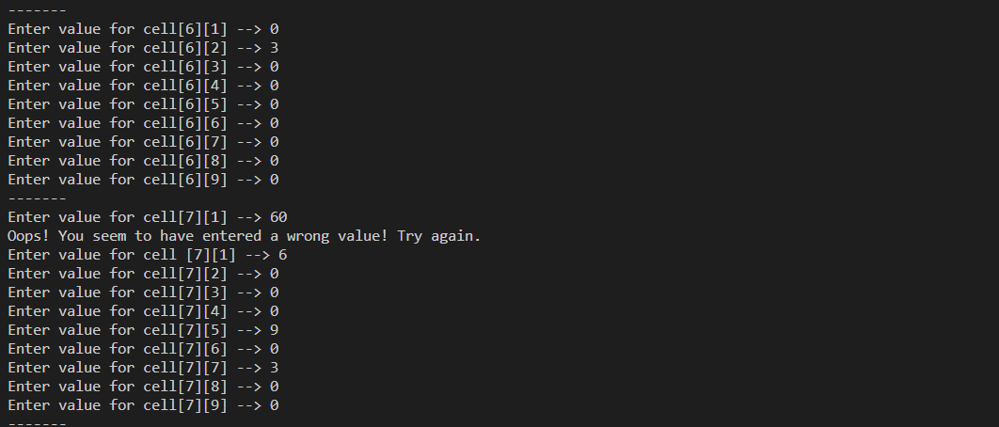 -------
Enter value for cell[6][1] --> 0
Enter value for cell[6][2] --> 3
Enter value for cell[6][3] --> 0
Enter value for cell[6][4] --> 0
Enter value for cell[6][5] --> 0
Enter value for cell[6][6] --> 0
Enter value for cell[6][7] --> 0
Enter value for cell[6][8] --> 0
Enter value for cell[6][9] --> 0
-------
Enter value for cell[7][1] --> 60
Oops! You seem to have entered a wrong value! Try again.
Enter value for cell [7][1] --> 6
Enter value for cell[7][2] --> 0
Enter value for cell[7][3] --> 0
Enter value for cell[7][4] --> 0
Enter value for cell[7][5] --> 9
Enter value for cell[7][6] --> 0
Enter value for cell[7][7] --> 3
Enter value for cell[7][8] --> 0
Enter value for cell[7][9] --> 0
-------